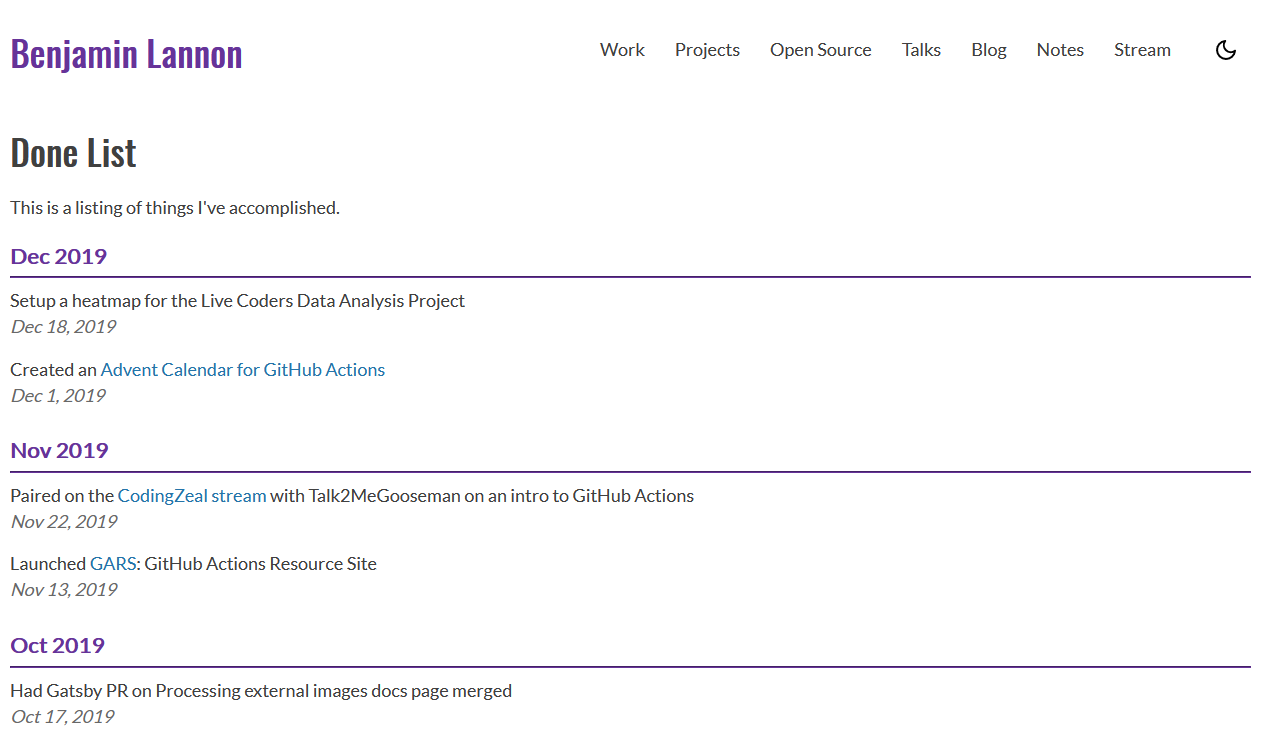 Benjamin Lannon
Work Projects Open Source Talks Blog Notes Stream
Done List
This is a listing of things I've accomplished.
Dec 2019
Setup a heatmap for the Live Coders Data Analysis Project
Dec 18, 2019
Created an Advent Calendar for GitHub Actions
Dec 1, 2019
Nov 2019
Paired on the CodingZeal stream with Talk2MeGooseman on an intro to GitHub Actions
Nov 22, 2019
Launched GARS: GitHub Actions Resource Site
Nov 13, 2019
Oct 2019
Had Gatsby PR on Processing external images docs page merged
Oct 17, 2019